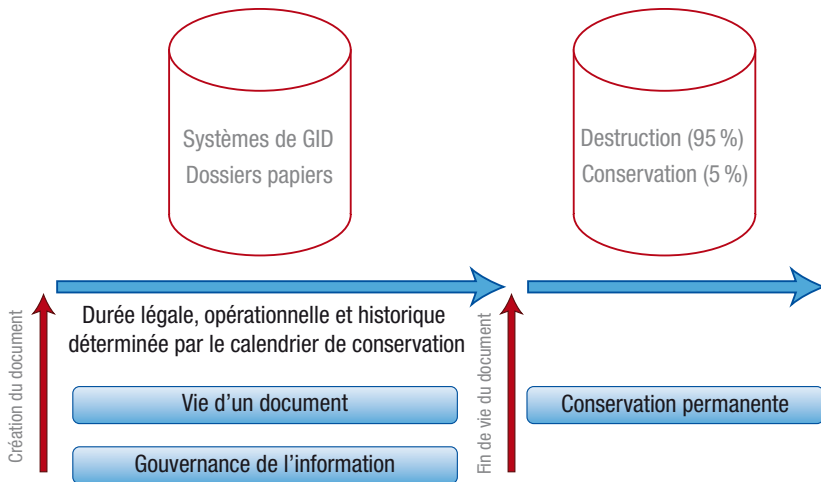 Systèmes de GID
Dossiers papiers
Destruction (95 %)
Conservation (5 %)
Création du document
Durée légale, opérationnelle et historique
déterminée par le calendrier de conservation
Fin de vie du document
Vie d'un document
Conservation permanente
Gouvernance de l'information